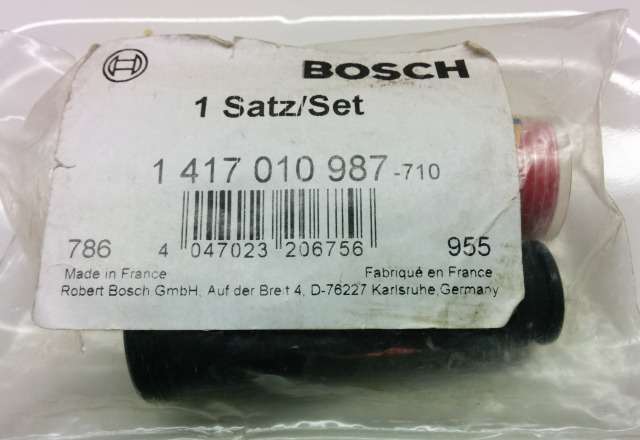 BOSCH
1 Satz/Set
1 417 010 987-710
786 4 047023 206756 955
Made in France Fabriqué en France
Robert Bosch GmbH, Auf der Breit 4, D-76227 Karlsruhe,Germany